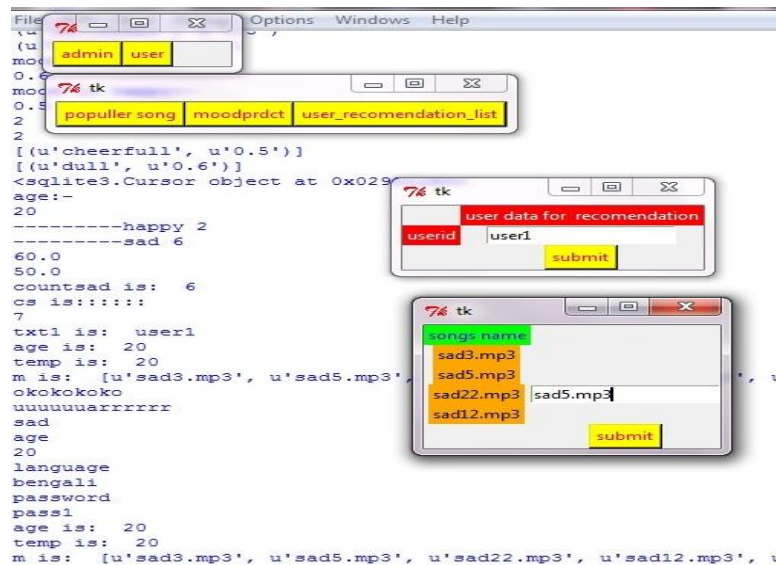 File Options Windows Help
admin user
tk
populler song moodprdct user_recomendation_list
0.6
0.5
2
2
[(u'cheerfull', u'0.5')]
[(u'dull', u'0.6')]
<sqlite3.Cursor object at 0x029
age:-
20
---------happy 2
---------sad 6
60.0
50.0
countsad is: 6
cs is::::::
7
txt1 is: user1
age is: 20
temp is: 20
m is: [u'sad3.mp3', u'sad5.mp3',
okokokoko
uuuuuuarrrrrr
sad
age
20
language
bengali
password
pass1
age is: 20
temp is: 20
m is: [u'sad3.mp3', u'sad5.mp3', u'sad22.mp3', u'sad12.mp3',
tk
user data for recomendation
userid user1
submit
tk
songs name
sad3.mp3
sad5.mp3
sad22.mp3 sad5.mp3
sad12.mp3
submit